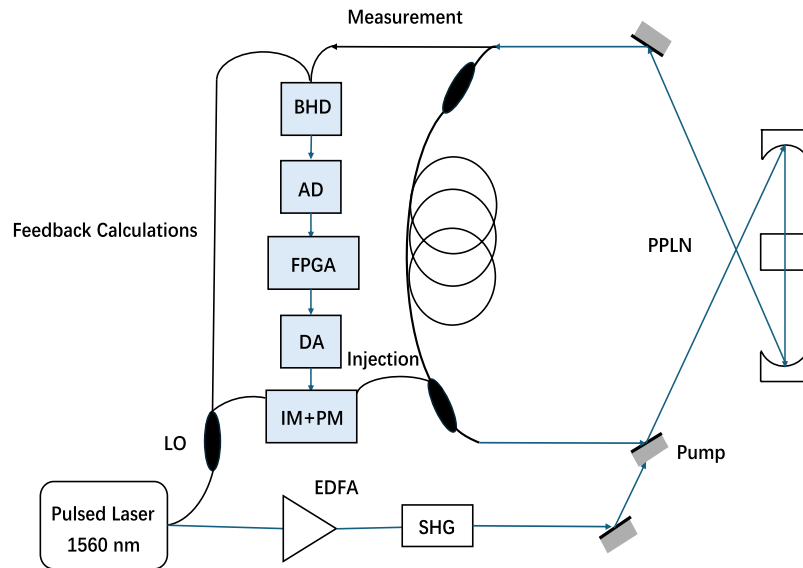 Measurement
BHD
AD
Feedback Calculations
PPLN
FPGA
DA
Injection
IM+PM
LO
Pump
EDFA
Pulsed Laser
1560 nm
SHG